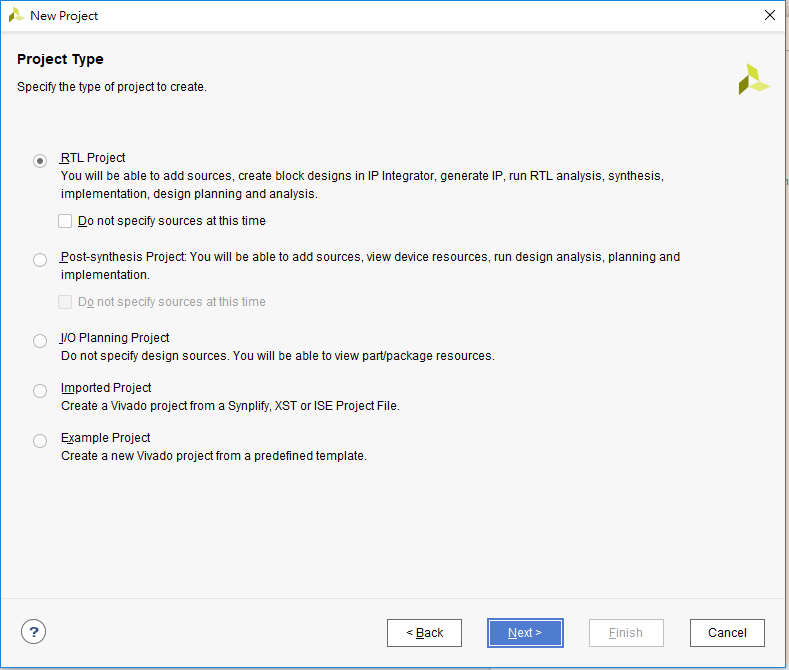 New Project
Project Type
Specify the type of project to create.
RTL Project
You will be able to add sources, create block designs in IP Integrator, generate IP, run RTL analysis, synthesis,
implementation, design planning and analysis.
Do not specify sources at this time
Post-synthesis Project: You will be able to add sources, view device resources, run design analysis, planning and
implementation.
Do not specify sources at this time
I/O Planning Project
Do not specify design sources. You will be able to view part/package resources.
Imported Project
Create a Vivado project from a Synplify, XST or ISE Project File.
Example Project
Create a new Vivado project from a predefined template.
? < Back Next > Finish Cancel